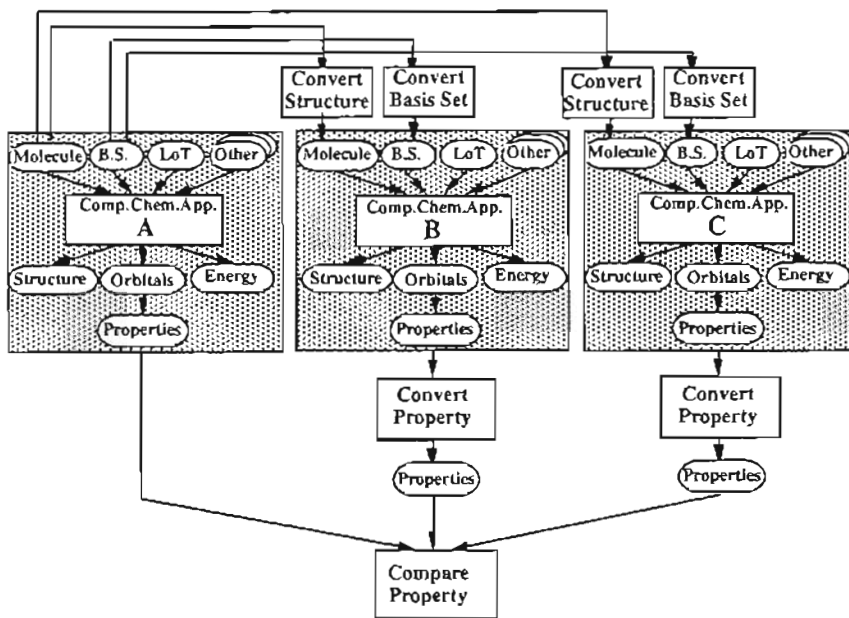 Convert
Structure
Convert
Basis Set
Convert
Structure
Convert
Basis Set
Molecule
B.S.
LoT
Other
Comp.Chem.App.
A
Structure
Orbitals
Energy
Properties
Molecule
B.S.
LoT
Other
Comp.Chem.App.
B
Structure
Orbitals
Energy
Properties
Molecule
B.S.
LoT
Other
Comp.Chem.App.
C
Structure
Orbitals
Energy
Properties
Convert
Property
Convert
Property
Properties
Properties
Compare
Property